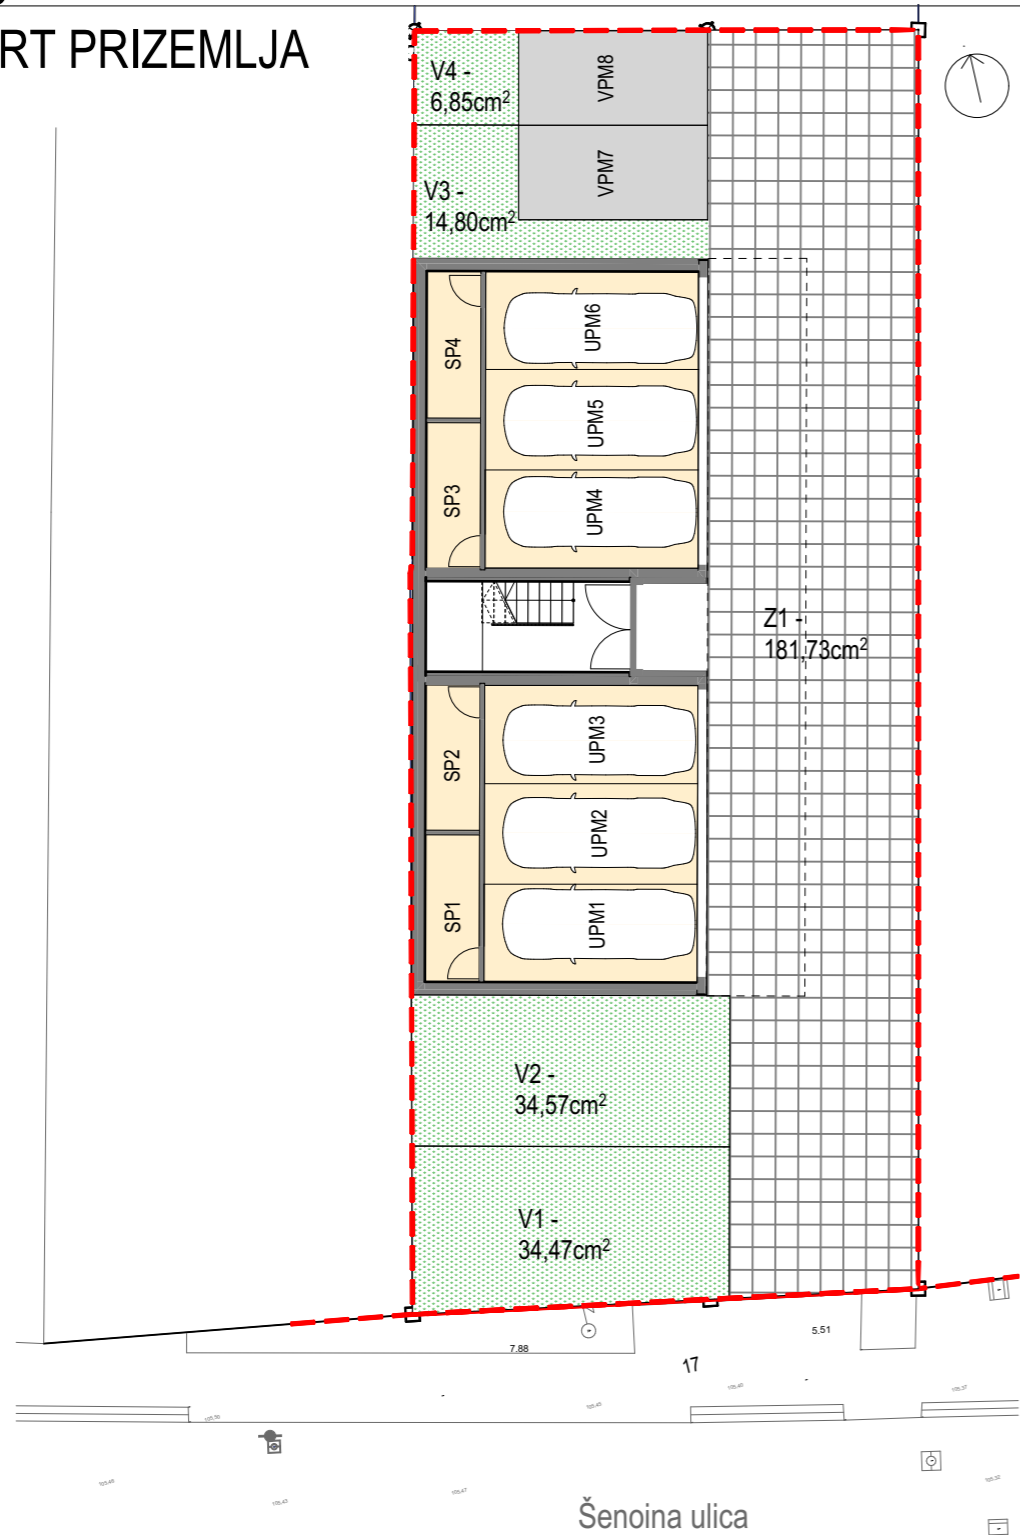 RT PRIZEMLJA
V4 -
6,85cm²
VPM8
V3 -
14,80cm²
VPM7
SP4
UPM6
UPM5
SP3
UPM4
Z1 -
181,73cm²
SP2
UPM3
UPM2
SP1
UPM1
V2 -
34,57cm²
V1 -
34,47cm²
7.88
5.51
17
Šenoina ulica